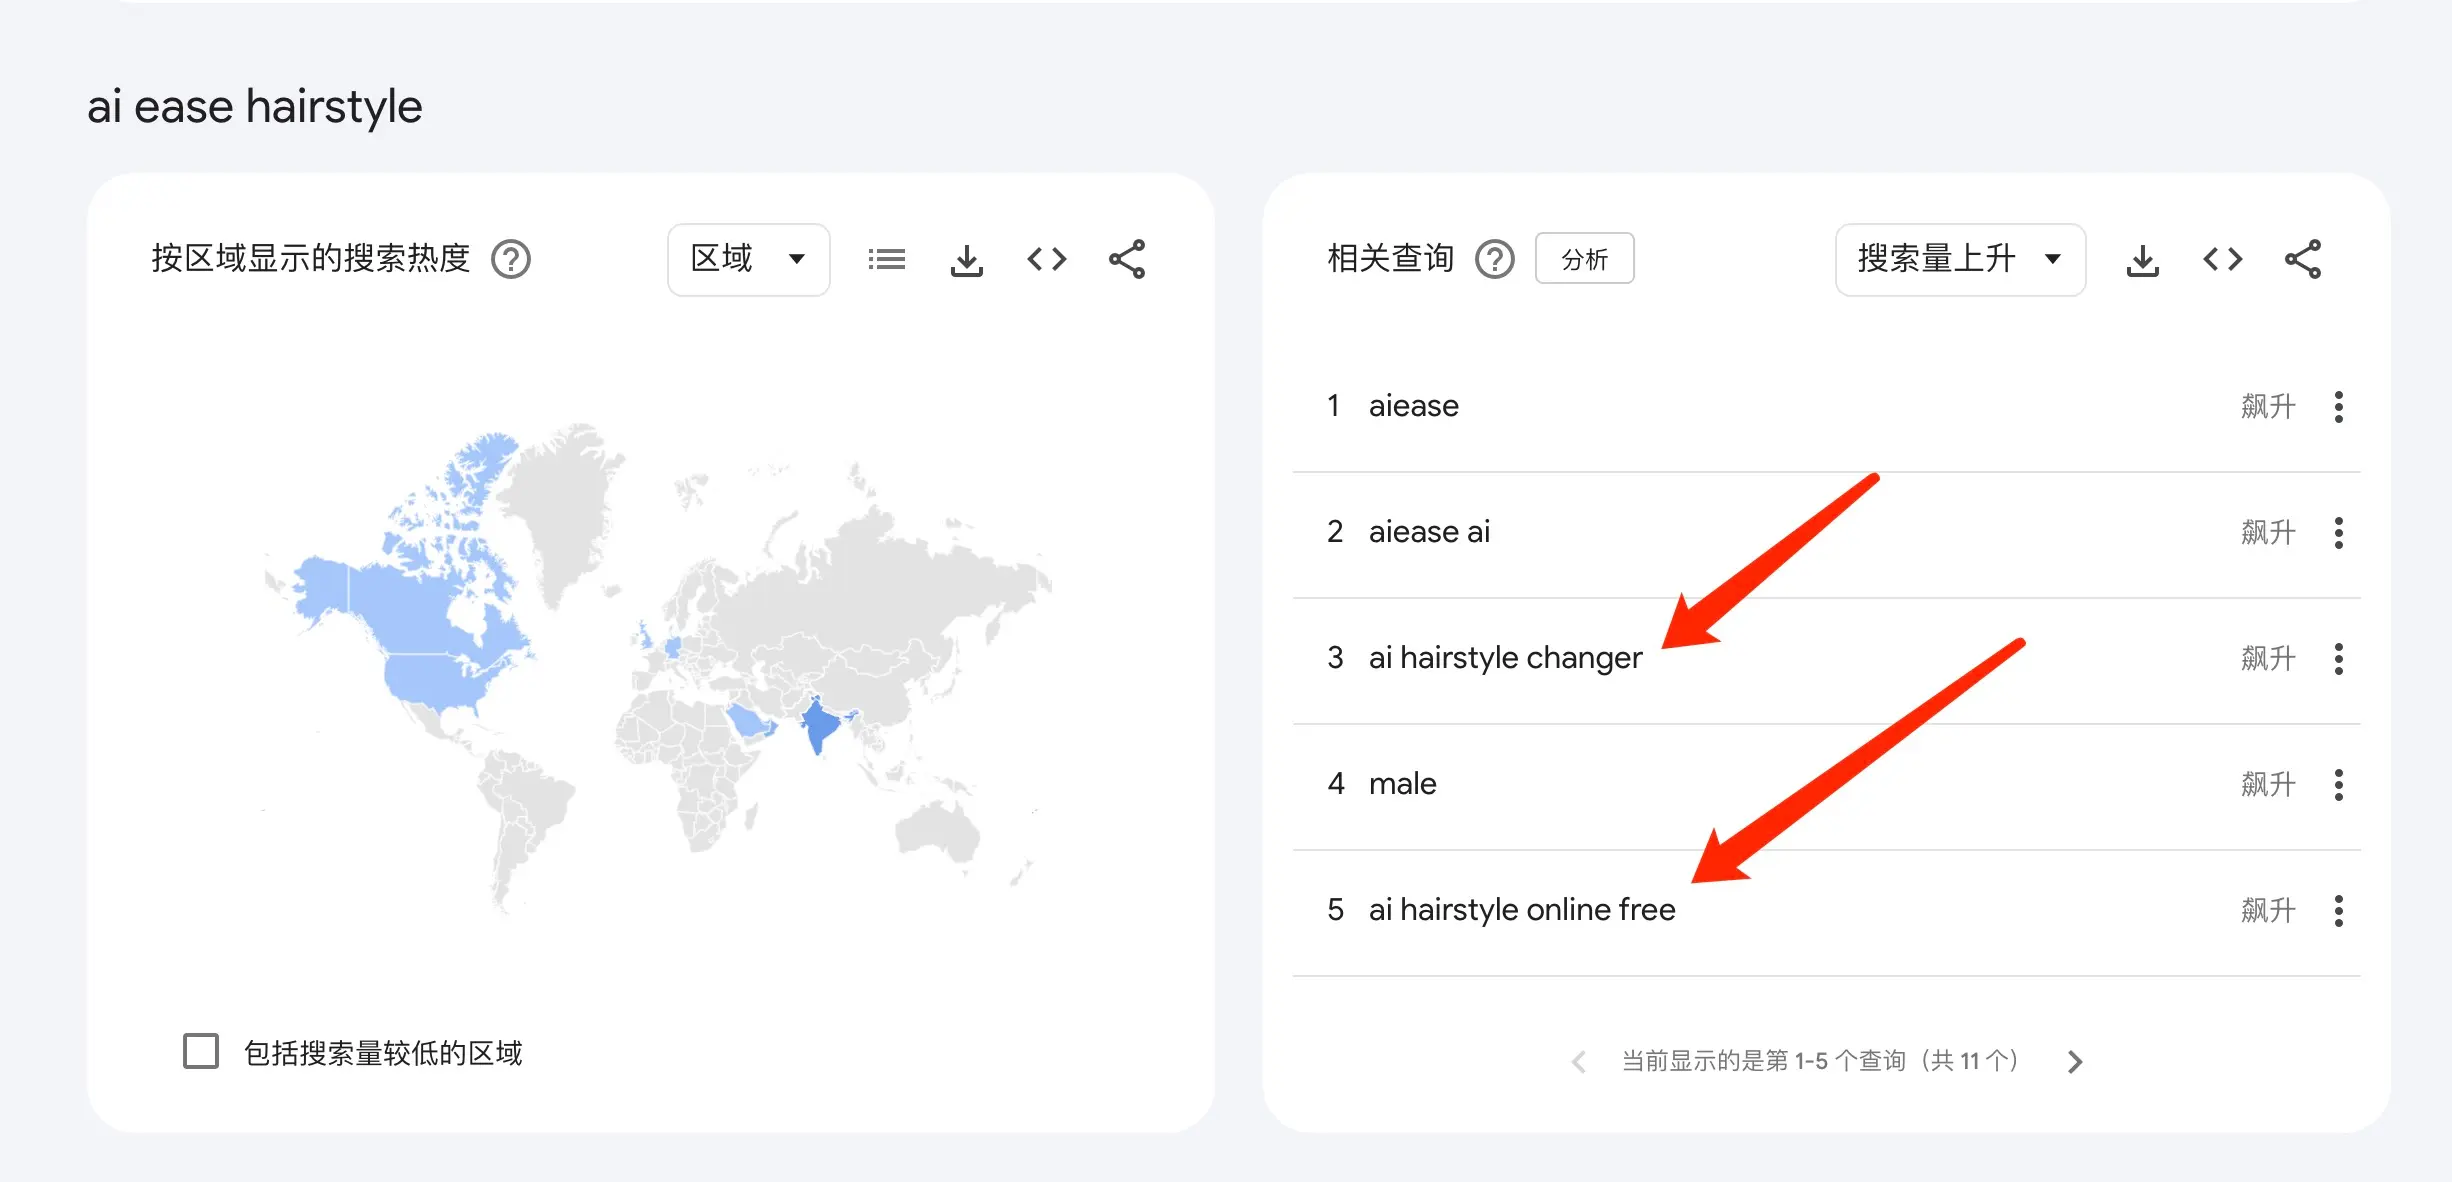 ai ease hairstyle
按区域显示的搜索热度
区域
包括搜索量较低的区域
相关查询 分析
搜索量上升
1 aiease 飙升
2 aiease ai 飙升
3 ai hairstyle changer 飙升
4 male 飙升
5 ai hairstyle online free 飙升
当前显示的是第 1-5 个查询（共 11 个）